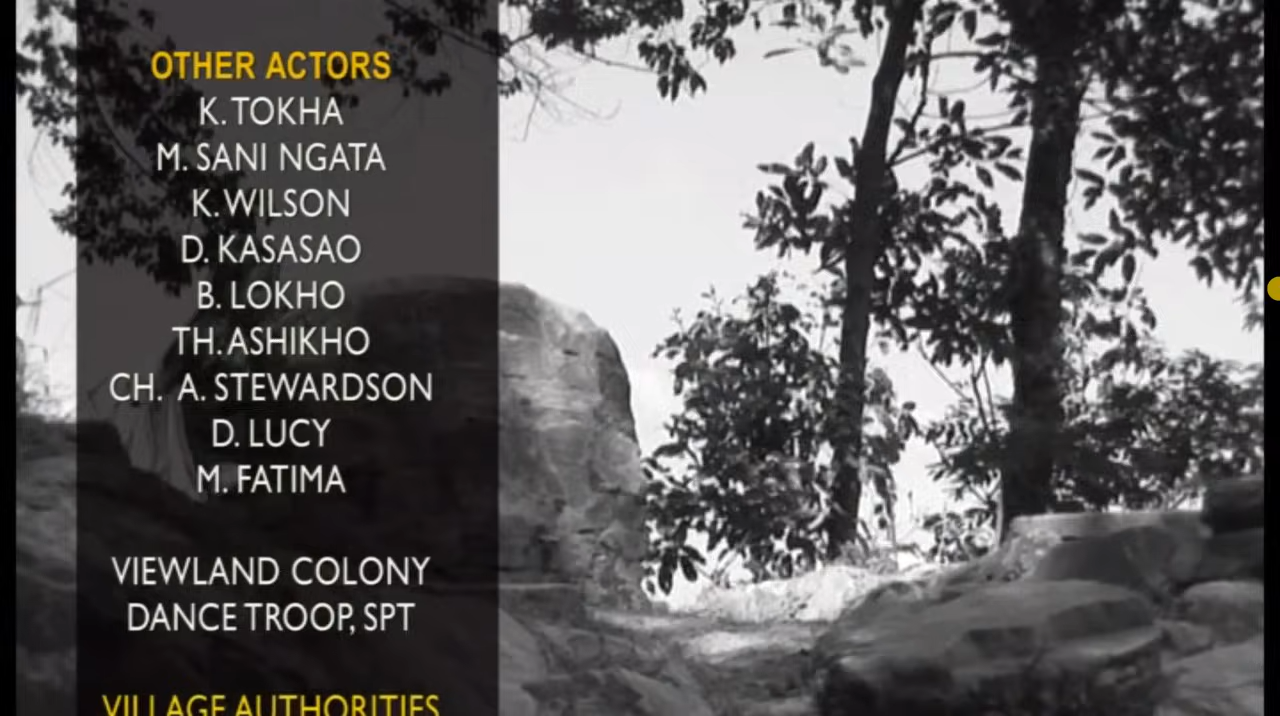 OTHER ACTORS
K. TOKHA
M. SANI NGATA
K. WILSON
D. KASASAO
B. LOKHO
TH. ASHIKHO
CH. A. STEWARDSON
D. LUCY
M. FATIMA
VIEWLAND COLONY
DANCE TROOP, SPT
VILLAGE AUTHORITIES